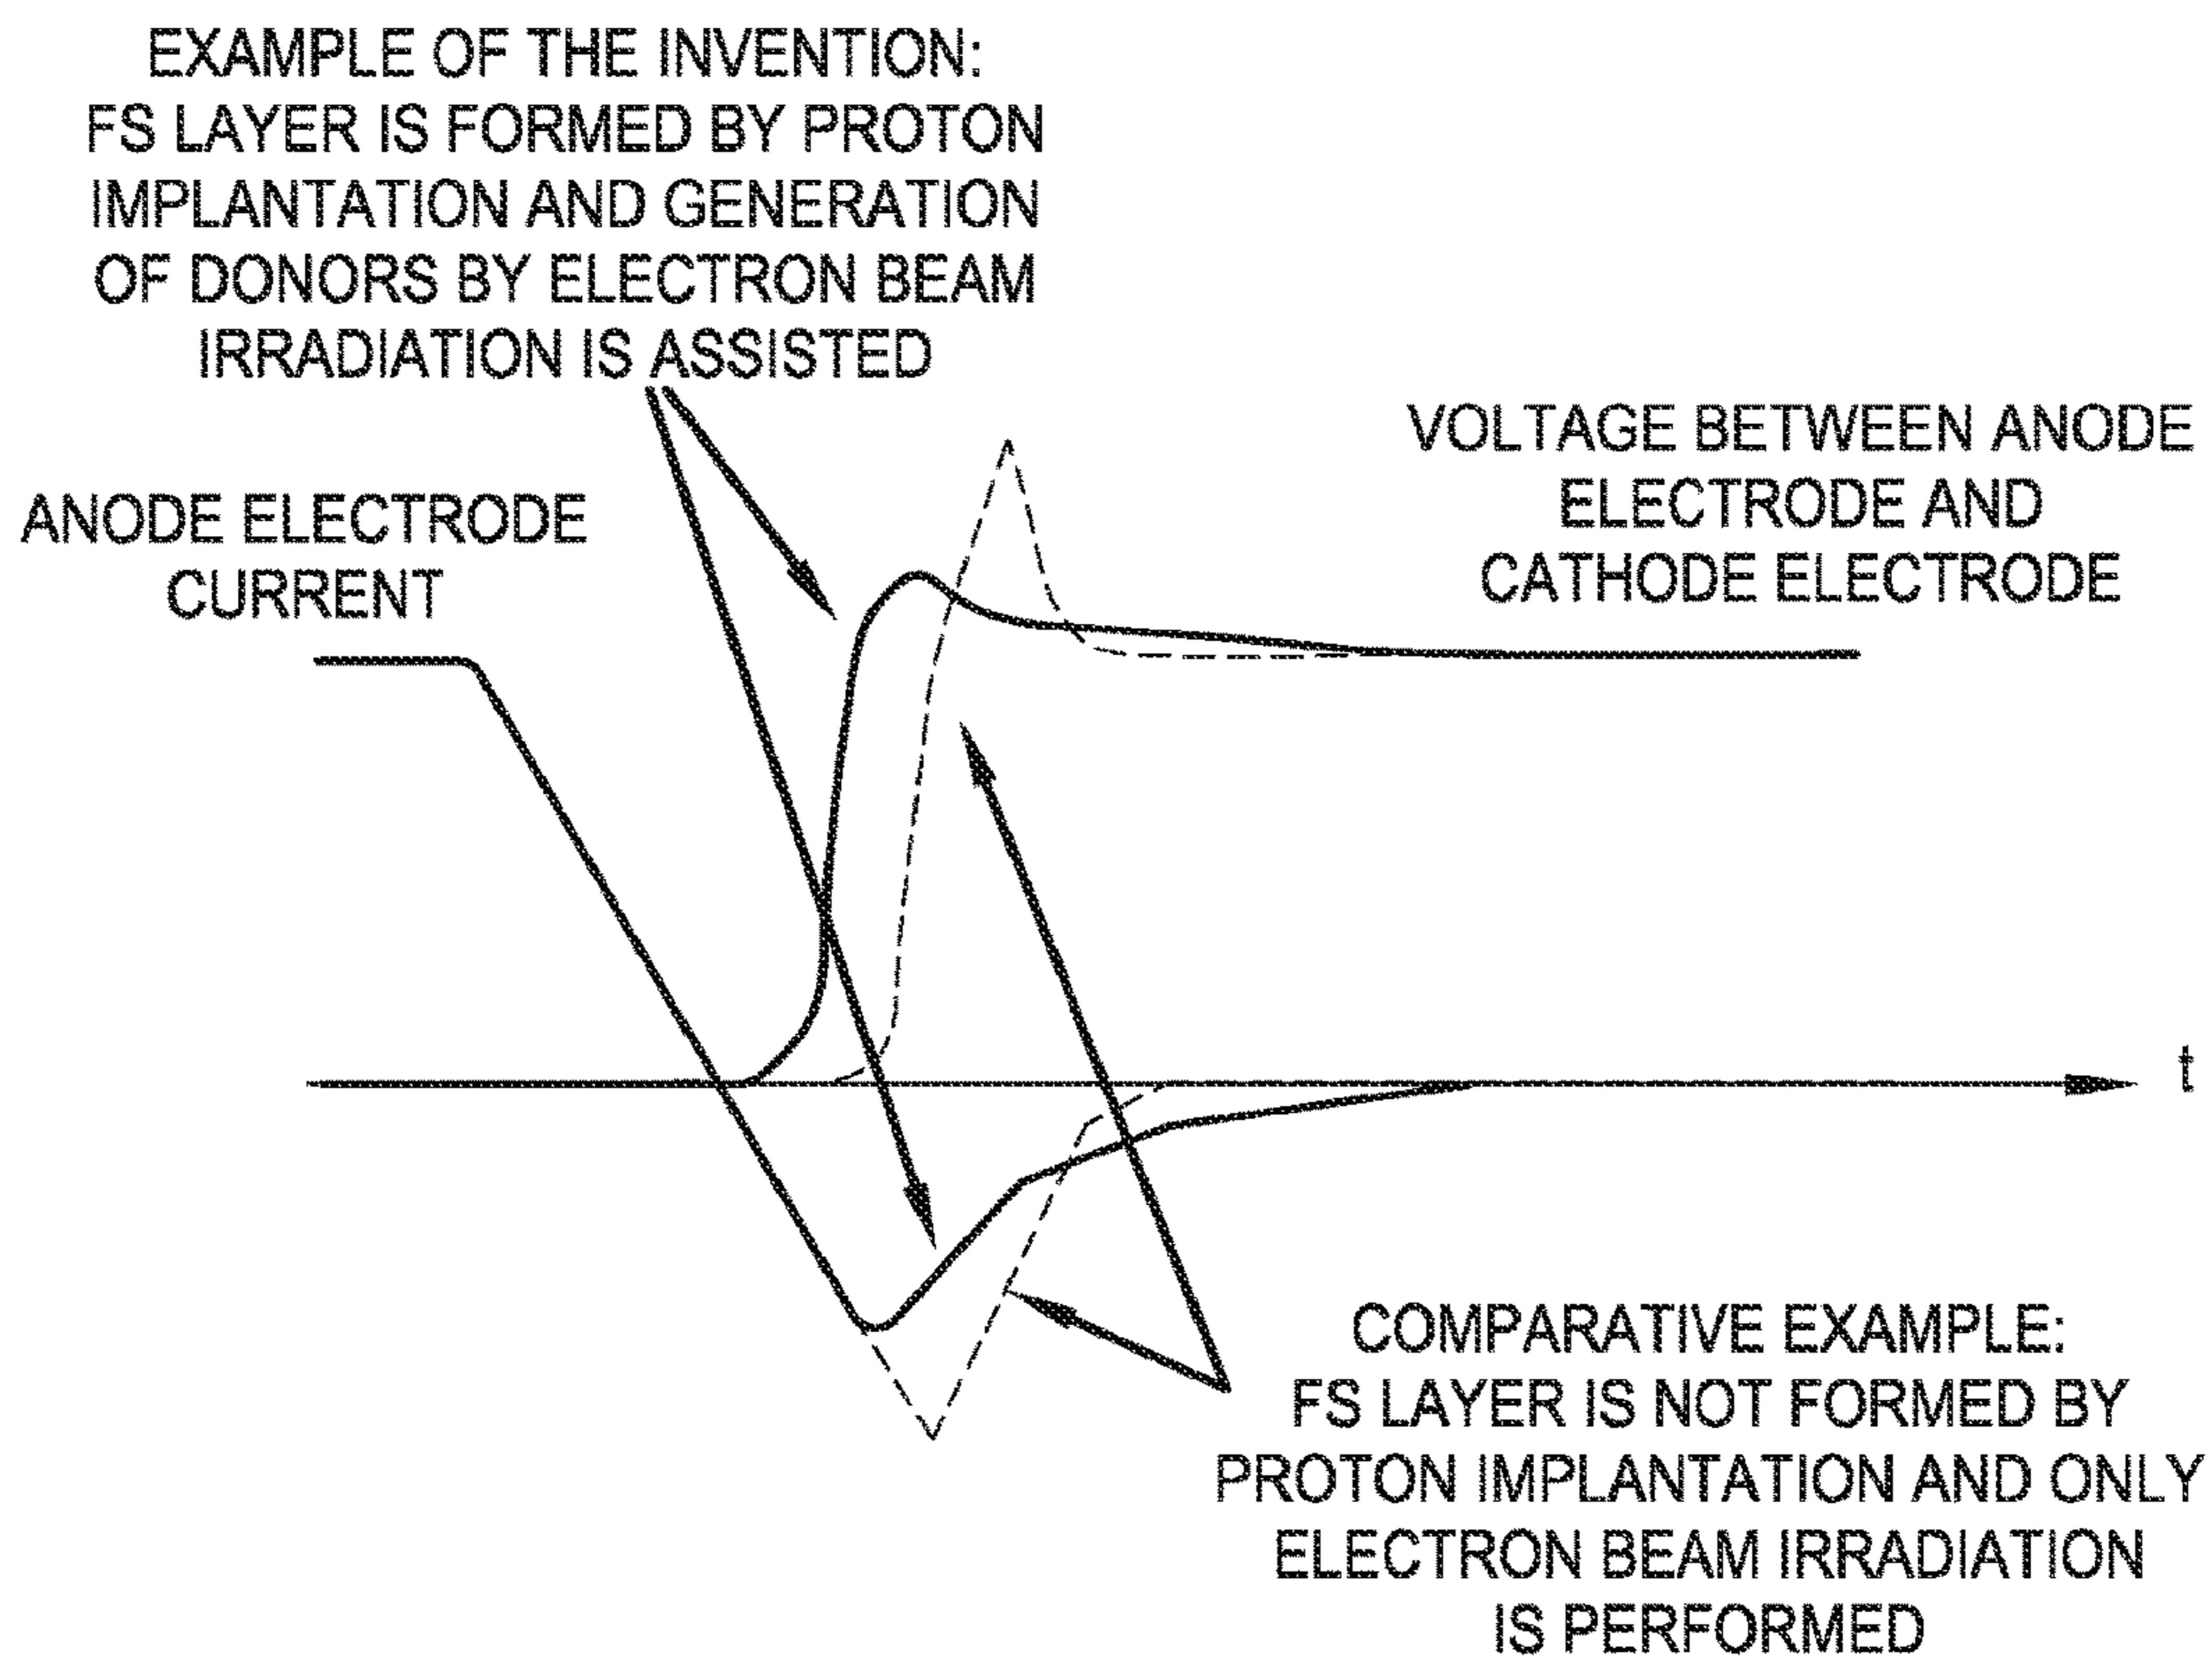 EXAMPLE OF THE INVENTION:
FS LAYER IS FORMED BY PROTON
IMPLANTATION AND GENERATION
OF DONORS BY ELECTRON BEAM
IRRADIATION IS ASSISTED
ANODE ELECTRODE
CURRENT
VOLTAGE BETWEEN ANODE
ELECTRODE AND
CATHODE ELECTRODE
t
COMPARATIVE EXAMPLE:
FS LAYER IS NOT FORMED BY
PROTON IMPLANTATION AND ONLY
ELECTRON BEAM IRRADIATION
IS PERFORMED